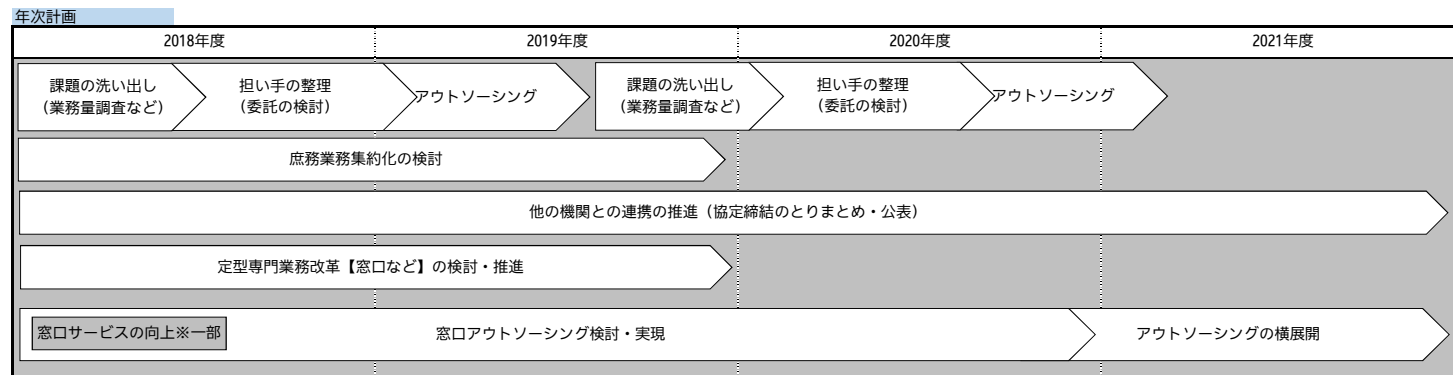 年次計画
2018年度
2019年度
2020年度
2021年度
課題の洗い出し
(業務量調査など)
担い手の整理
(委託の検討)
アウトソーシング
課題の洗い出し
(業務量調査など)
担い手の整理
(委託の検討)
アウトソーシング
庶務業務集約化の検討
他の機関との連携の推進(協定締結のとりまとめ・公表)
定型専門業務改革【窓口など】の検討・推進
窓口サービスの向上※一部
窓口アウトソーシング検討・実現
アウトソーシングの横展開